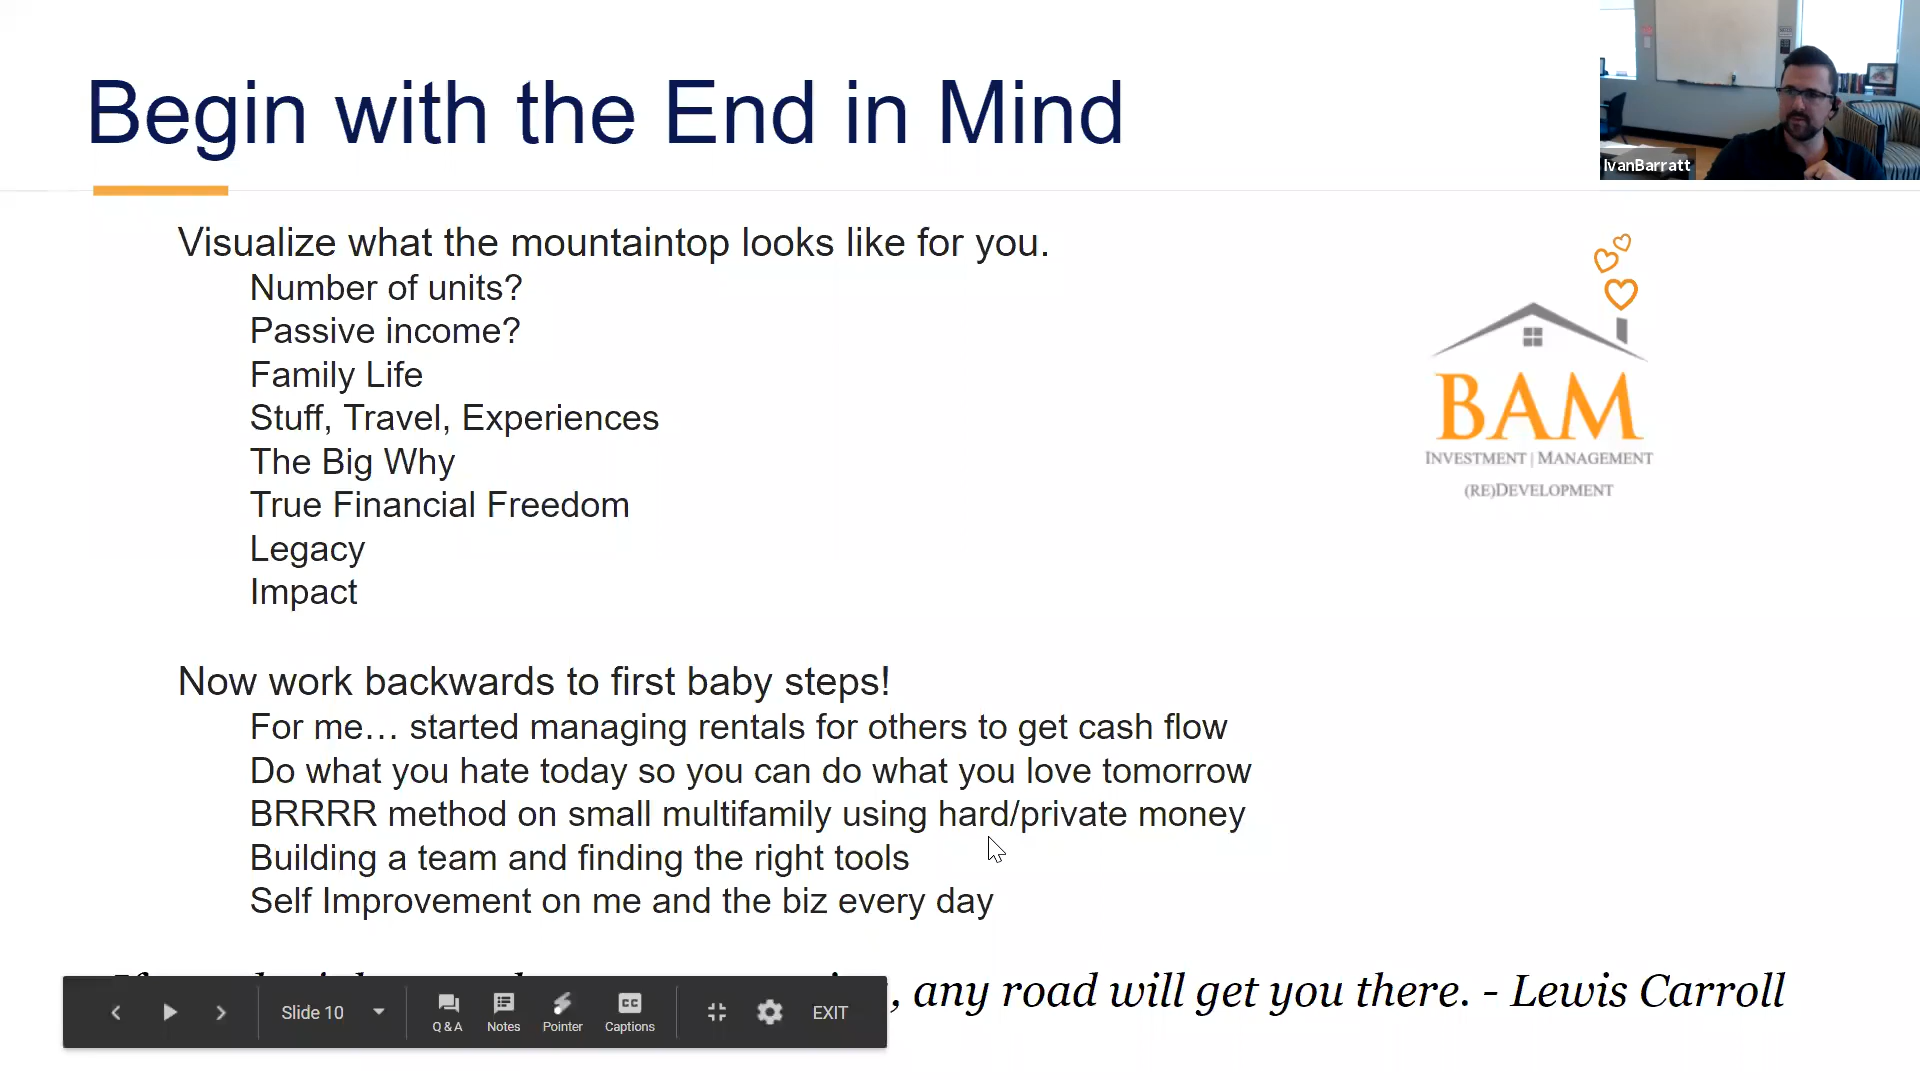 Begin with the End in Mind
IvanBarratt
Visualize what the mountaintop looks like for you.
Number of units?
Passive income?
Family Life
Stuff, Travel, Experiences
The Big Why
True Financial Freedom
Legacy
Impact
BAM
INVESTMENT | MANAGEMENT
(RE)DEVELOPMENT
Now work backwards to first baby steps!
For me… started managing rentals for others to get cash flow
Do what you hate today so you can do what you love tomorrow
BRRRR method on small multifamily using hard/private money
Building a team and finding the right tools
Self Improvement on me and the biz every day
, any road will get you there. - Lewis Carroll
Slide 10
Q & A
Notes
Pointer
CC
Captions
EXIT